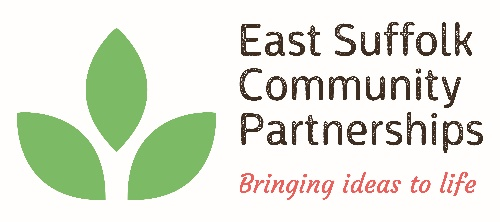 East Suffolk
Community
Partnerships
Bringing ideas to life